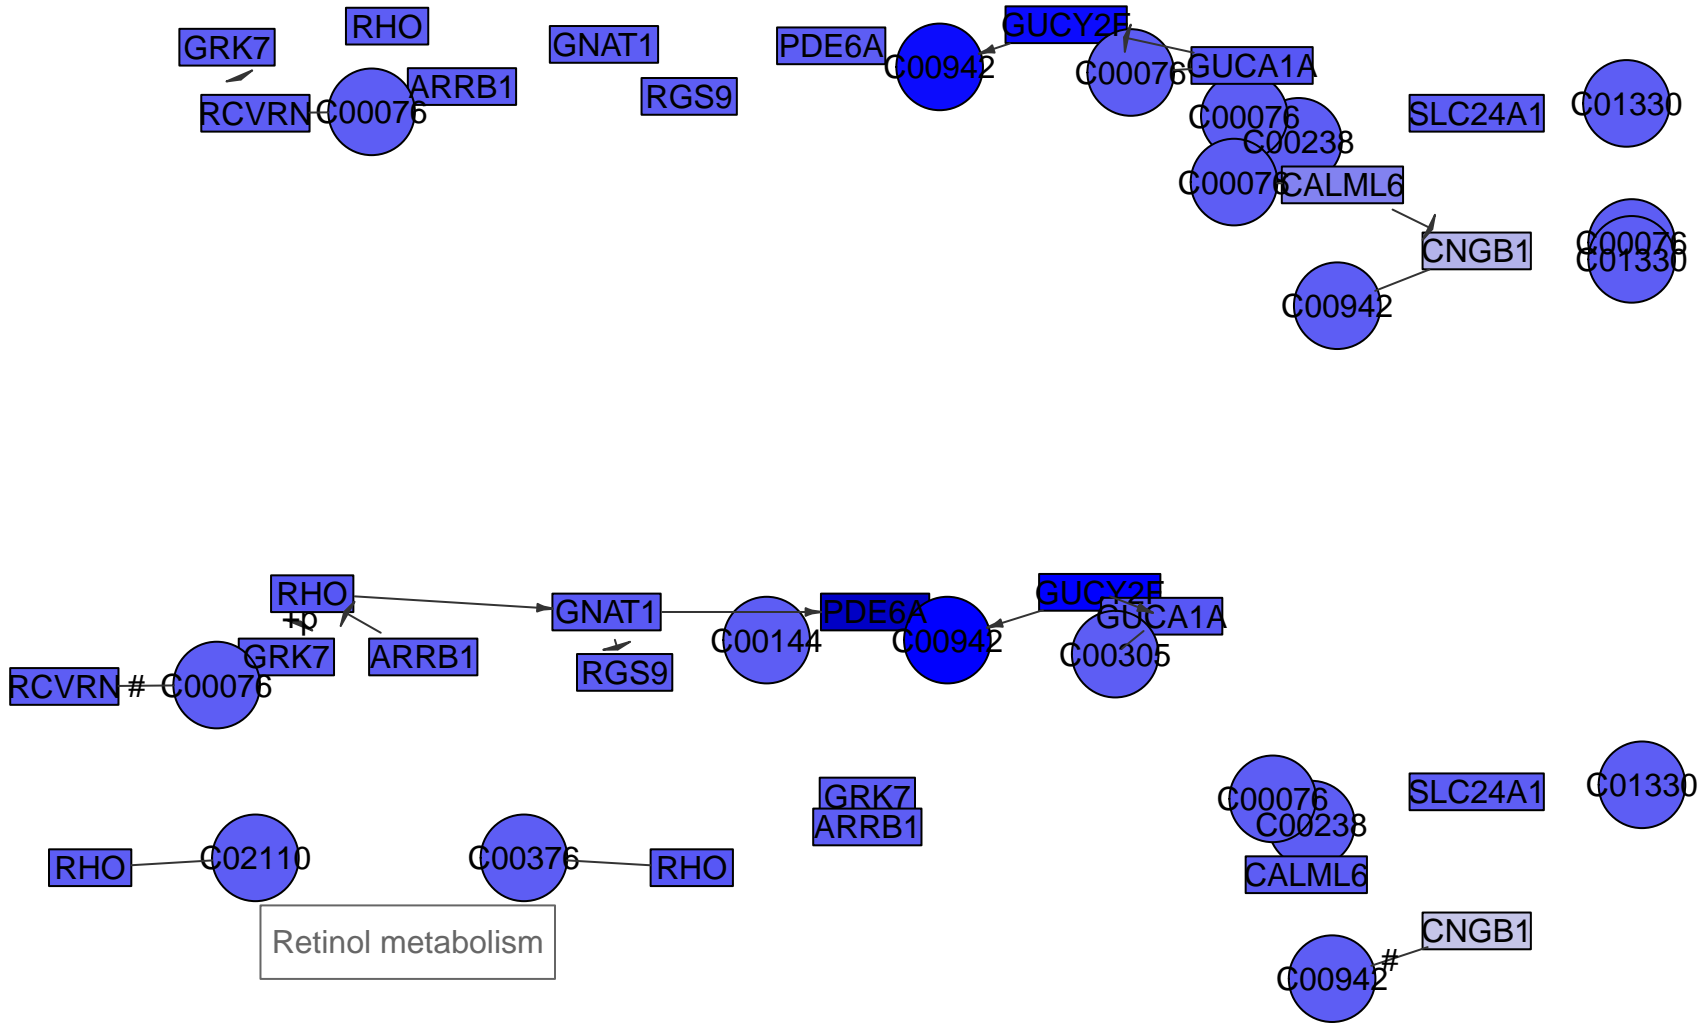 RHO
GRK7
GNAT1
PDE6A
GUCY2F
C00942
C00076
GUCA1A
ARRB1
RGS9
RCVRN
C00076
C00076
C00238
SLC24A1
C01330
C00076
CALML6
CNGB1
C00076
C01330
C00942
RHO
+p
GNAT1
PDE6A
GUCY2F
GUCA1A
C00144
C00942
C00305
GRK7
ARRB1
RGS9
RCVRN
#
C00076
GRK7
ARRB1
C00076
C00238
SLC24A1
C01330
RHO
C02110
C00376
RHO
CALML6
Retinol metabolism
CNGB1
#
C00942